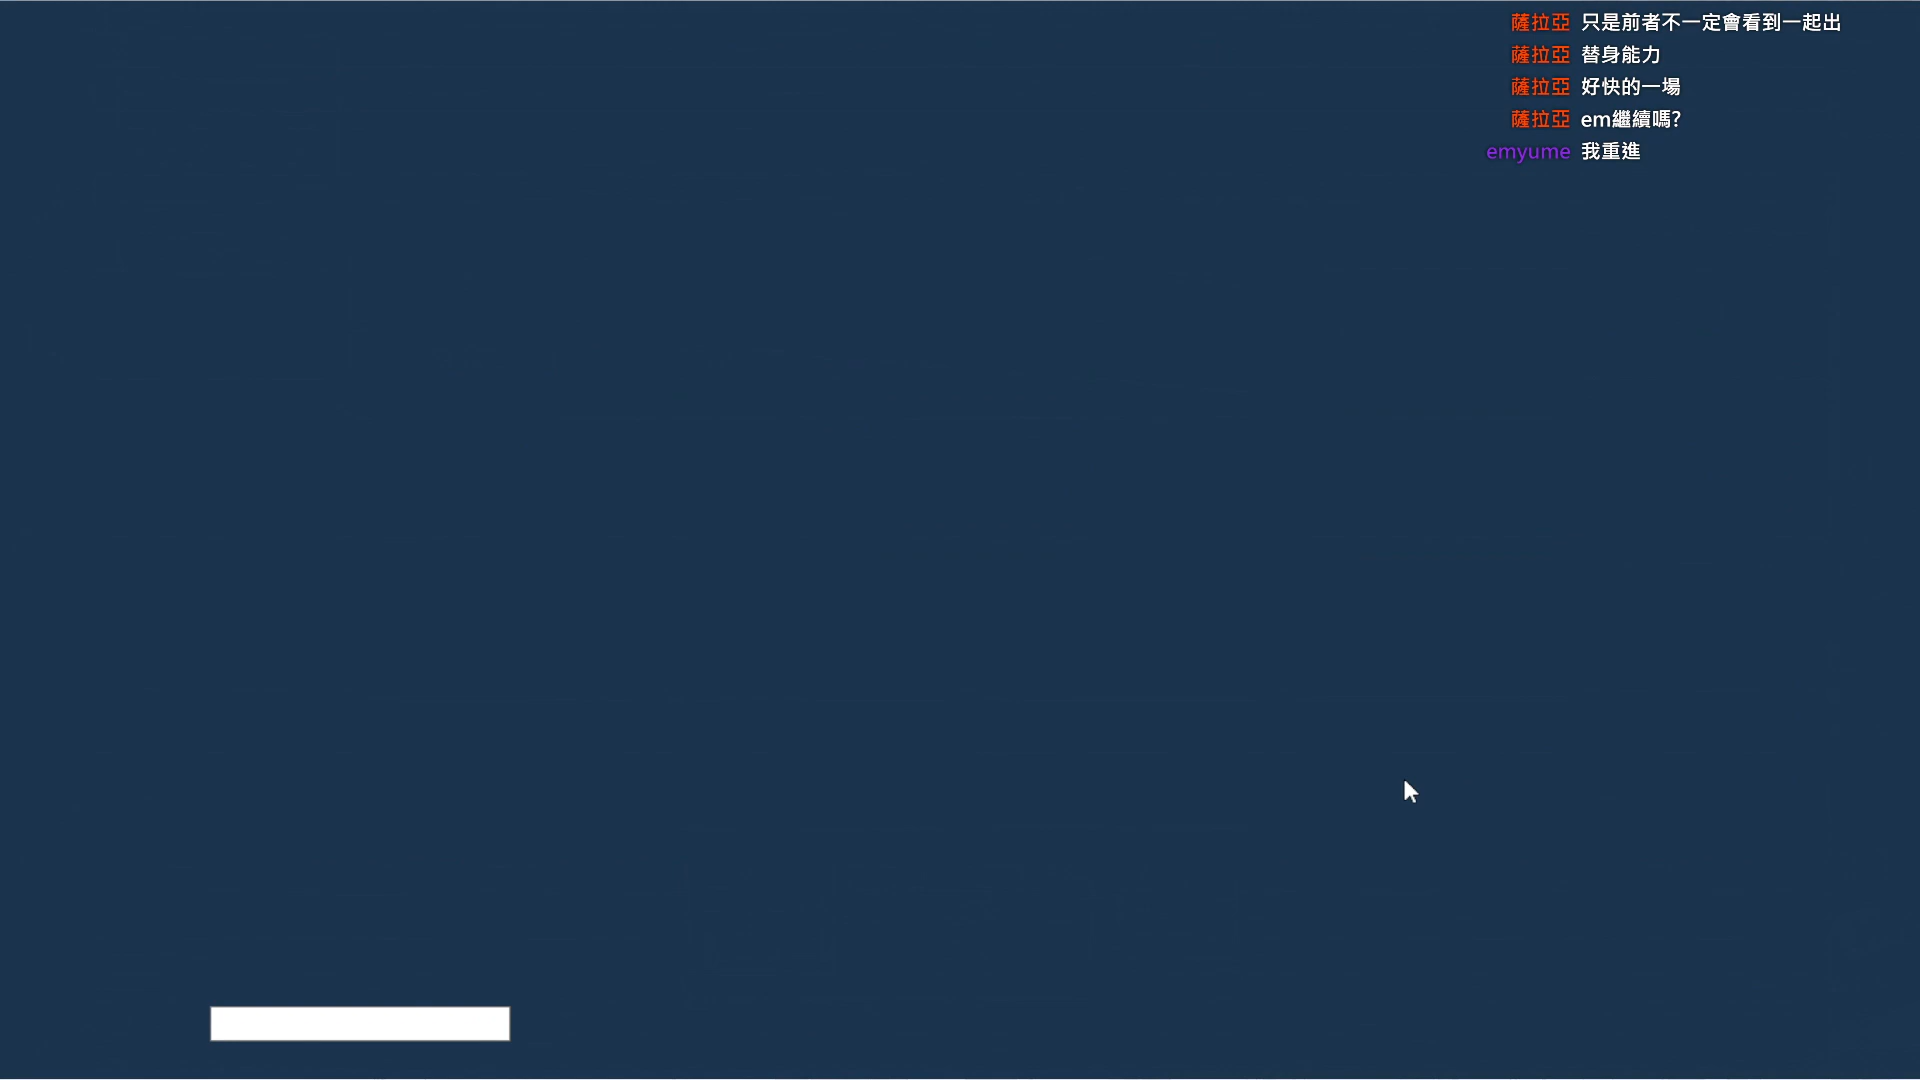 薩拉亞 只是前者不一定會看到一起出
薩拉亞 替身能力
薩拉亞 好快的一場
薩拉亞 em繼續嗎?
emyume 我重進